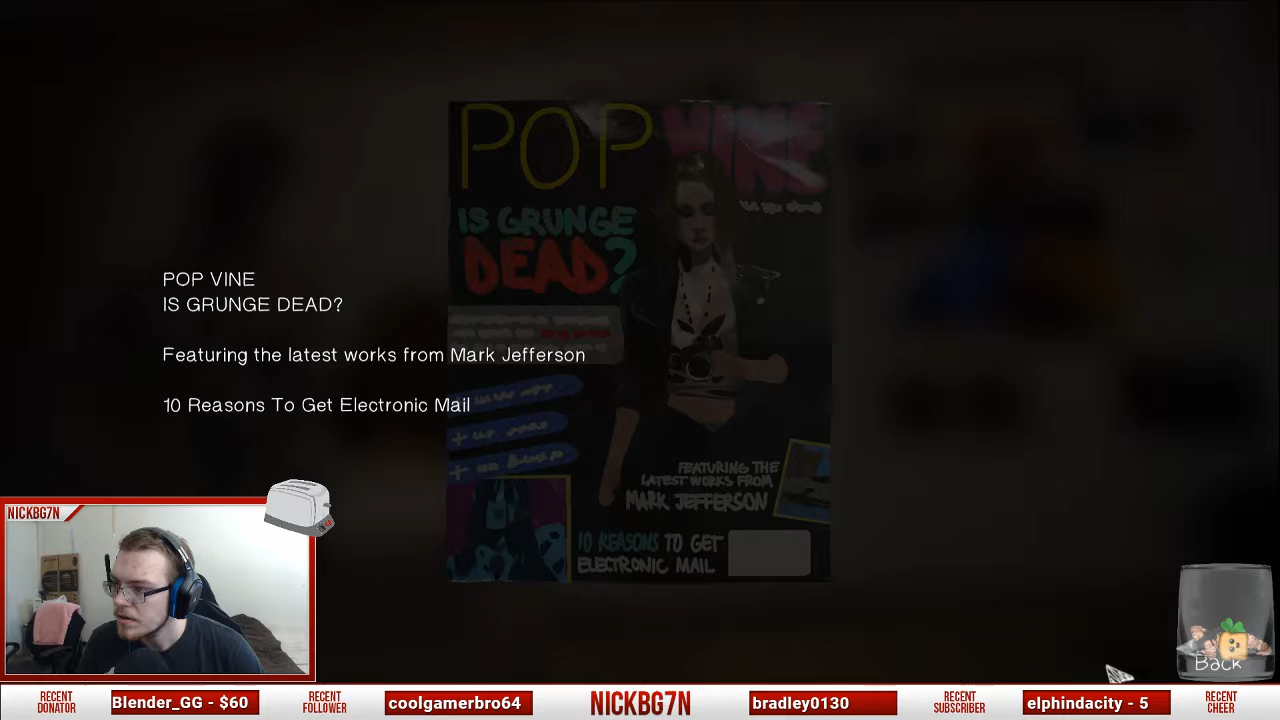 POP VINE
IS GRUNGE
DEAD?
POP VINE
IS GRUNGE DEAD?
Featuring the latest works from Mark Jefferson
10 Reasons To Get Electronic Mail
FEATURING THE
LATEST WORKS FROM
MARK JEFFERSON
10 REASONS TO GET
ELECTRONIC MAIL
NICKBG7N
Back
RECENT
DONATOR
Blender_GG - $60
RECENT
FOLLOWER
coolgamerbro64
NICKBG7N
bradley0130
RECENT
SUBSCRIBER
elphindacity - 5
RECENT
CHEER